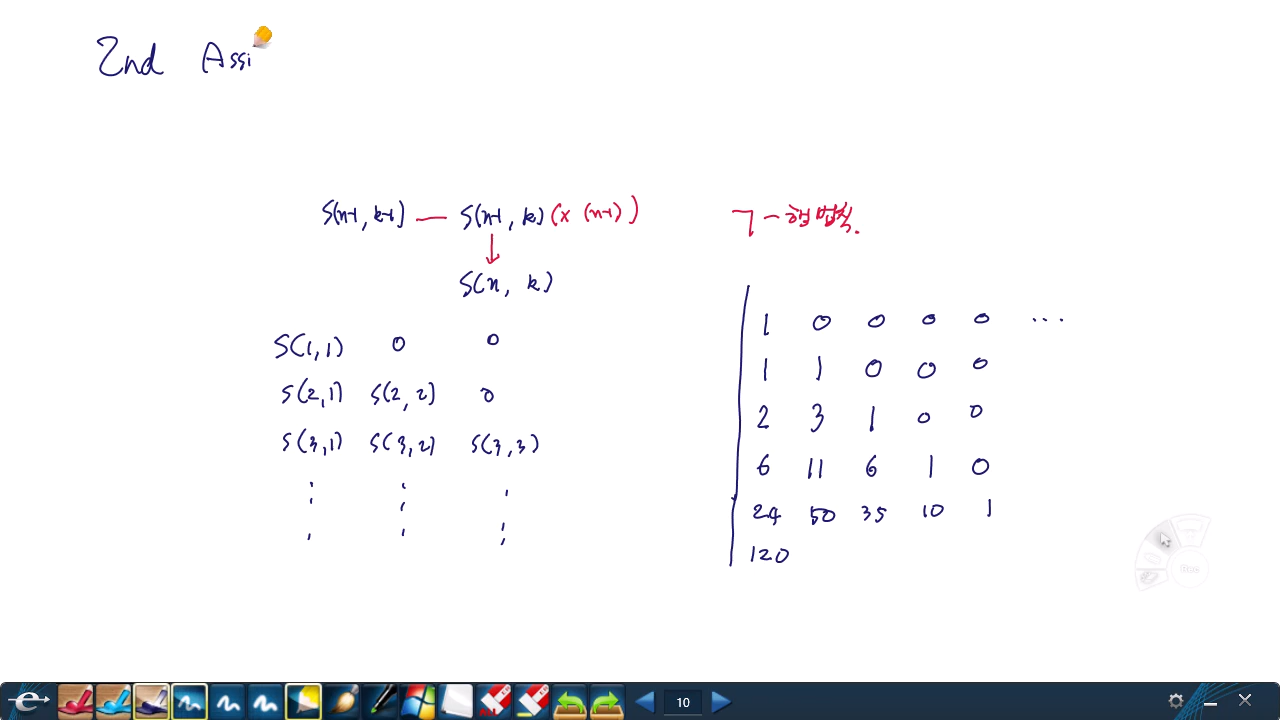 2nd Assi
S(n-1, k-1) — S(n-1, k) (x (n-1))
ㄱ-형 법칙.
↓
S(n, k)
S(1,1) 0 0
S(2,1) S(2,2) 0
S(3,1) S(3,2) S(3,3)
⋮ ⋮ ⋮
1 0 0 0 0 ...
1 1 0 0 0
2 3 1 0 0
6 11 6 1 0
24 50 35 10 1
120
10